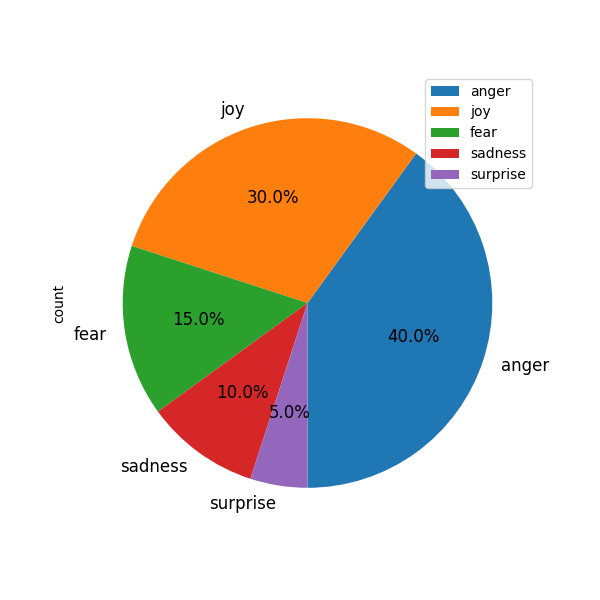 anger
joy
fear
sadness
surprise
joy
30.0%
40.0%
15.0%
10.0%
5.0%
count
fear
anger
sadness
surprise